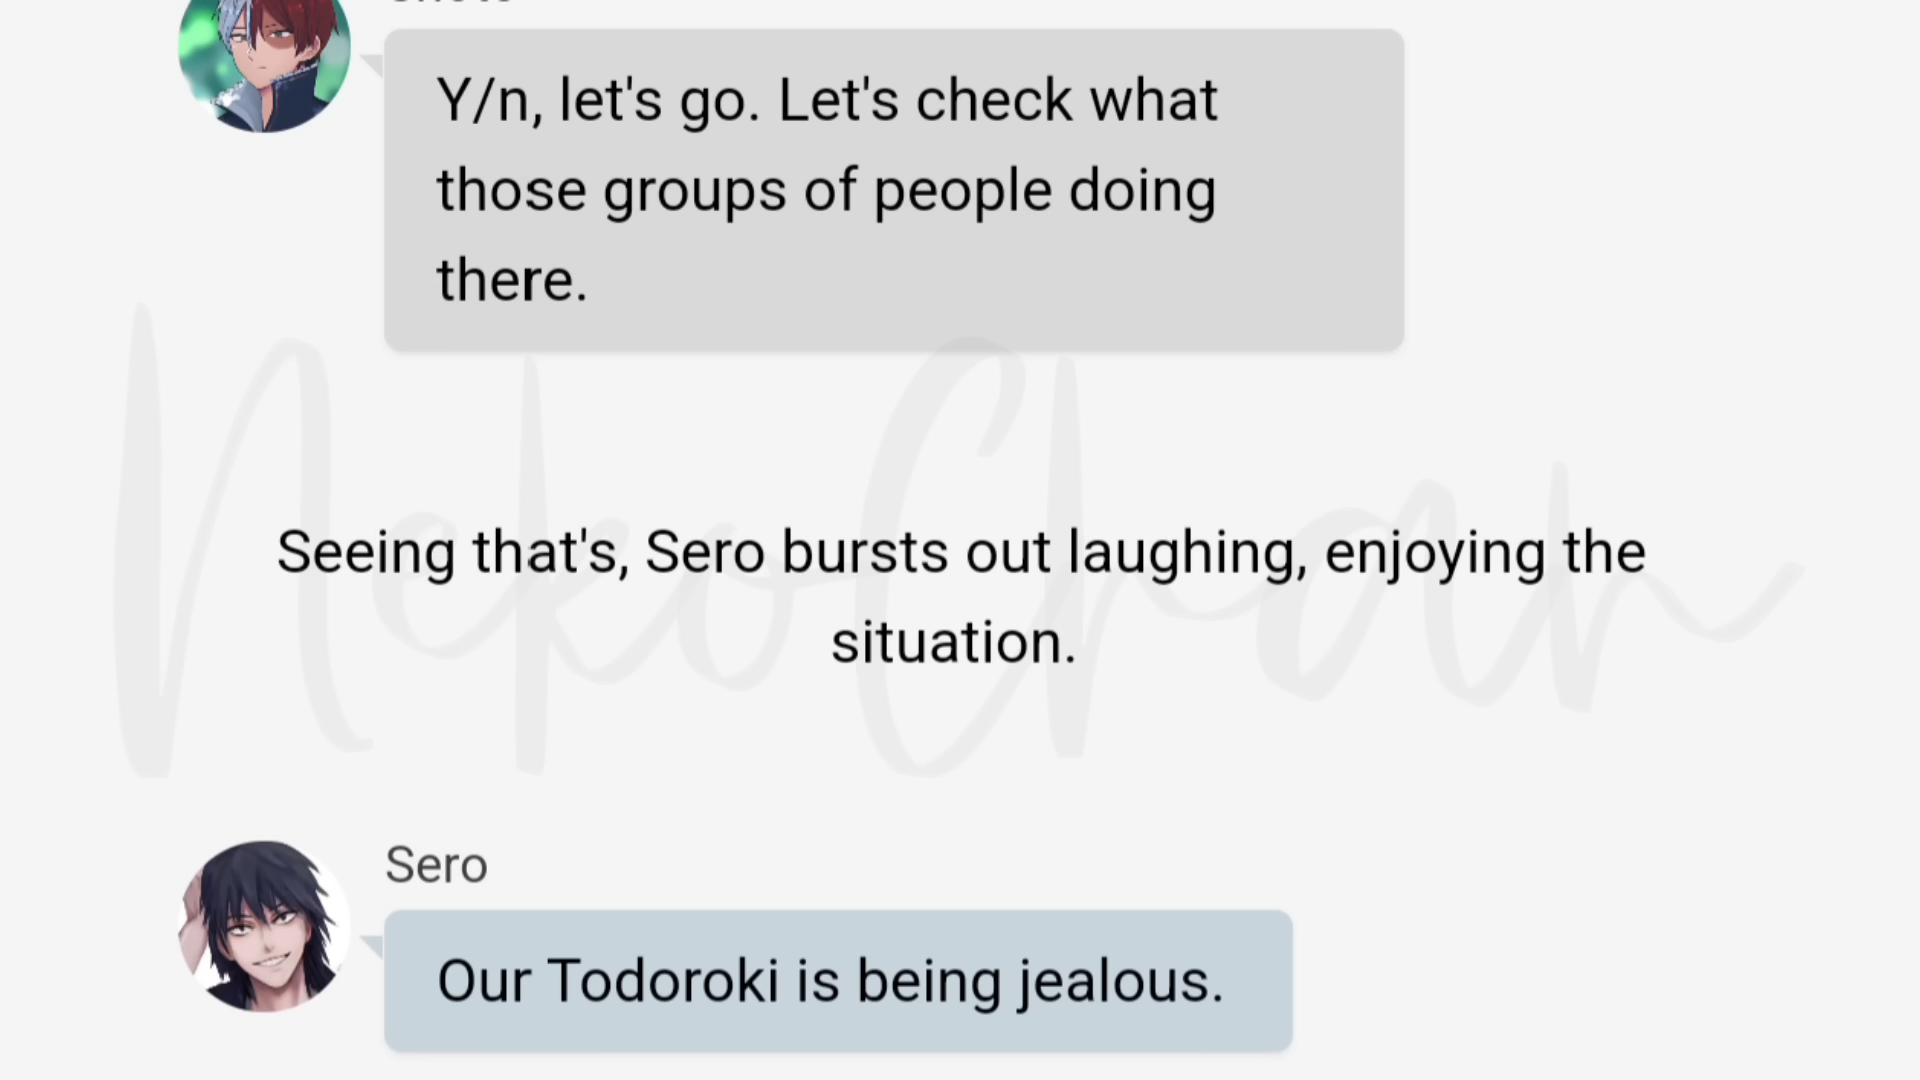 Y/n, let's go. Let's check what
those groups of people doing
there.
NekoChan
Seeing that's, Sero bursts out laughing, enjoying the
situation.
Sero
Our Todoroki is being jealous.